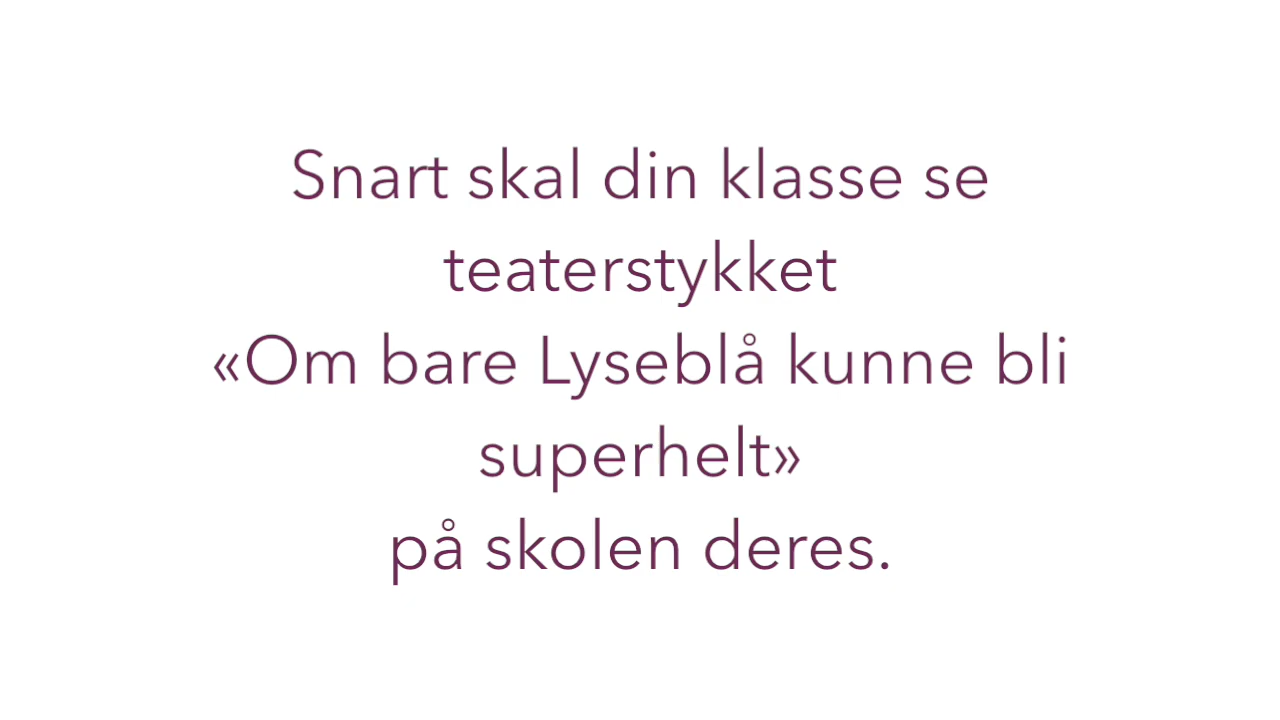 Snart skal din klasse se
teaterstykket
«Om bare Lyseblå kunne bli
superhelt»
på skolen deres.